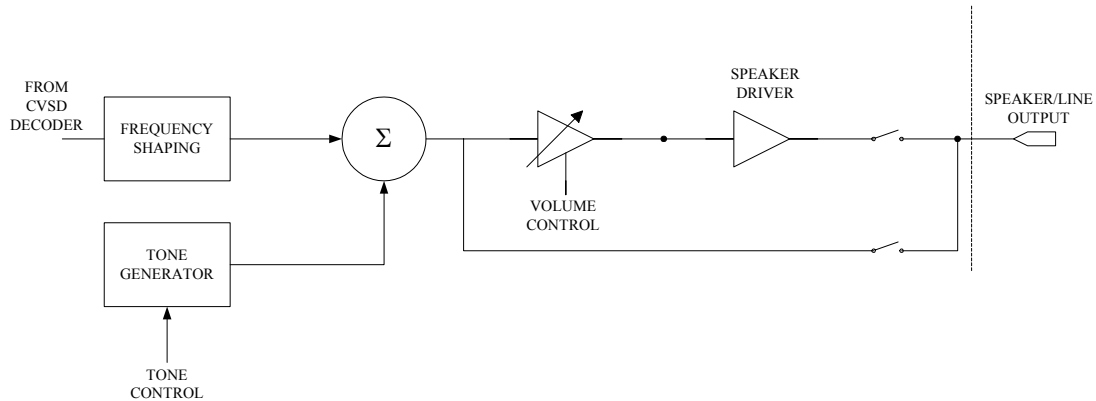 FROM
CVSD
DECODER
FREQUENCY
SHAPING
Σ
TONE
GENERATOR
TONE
CONTROL
VOLUME
CONTROL
SPEAKER
DRIVER
SPEAKER/LINE
OUTPUT